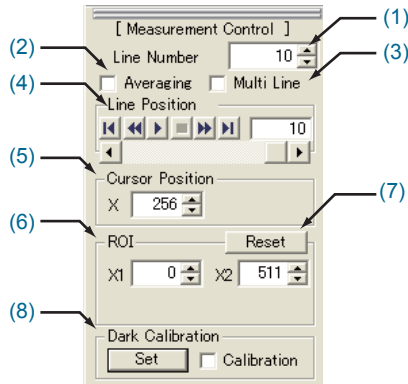 [ Measurement Control ]
(1)
(2)
Line Number 10
(3)
Averaging Multi Line
(4)
Line Position
10
(5)
Cursor Position
X 256
(7)
(6)
ROI Reset
X1 0 X2 511
(8)
Dark Calibration
Set Calibration